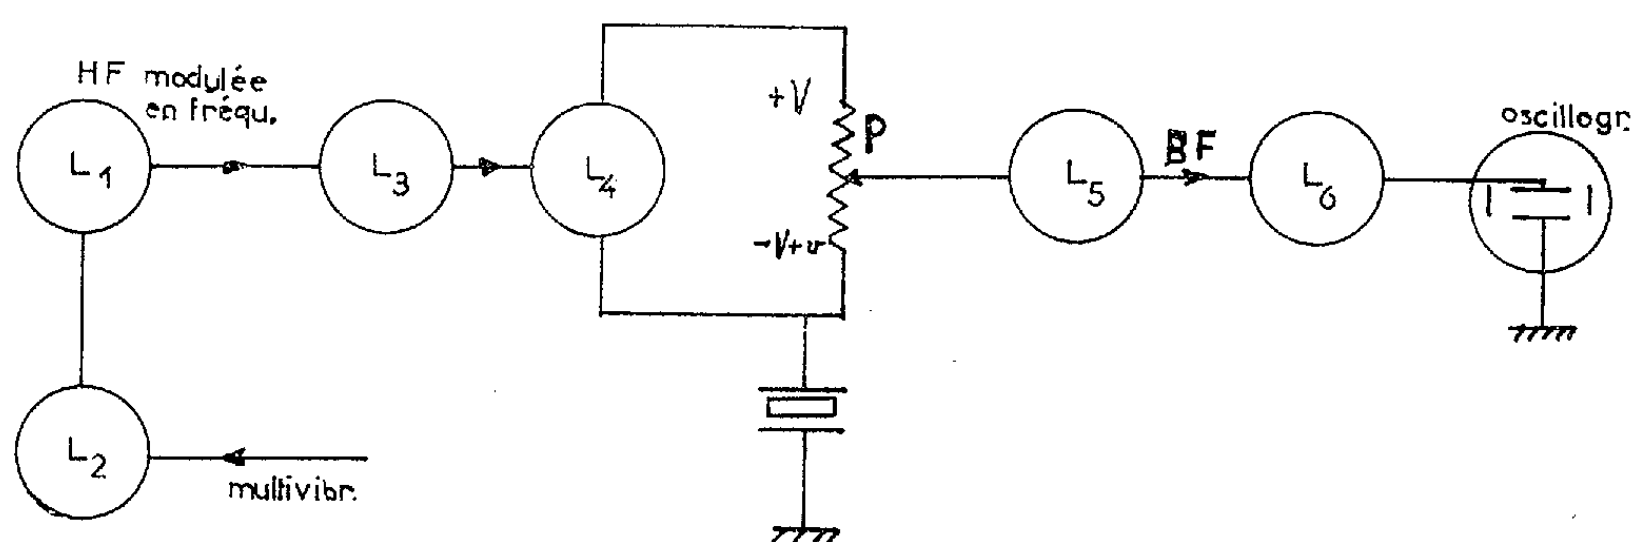 HF modulée
en fréqu.
L1
L3
L4
+V
P
-V+v
L5
BF
L6
oscillogr.
L2
multivibr.